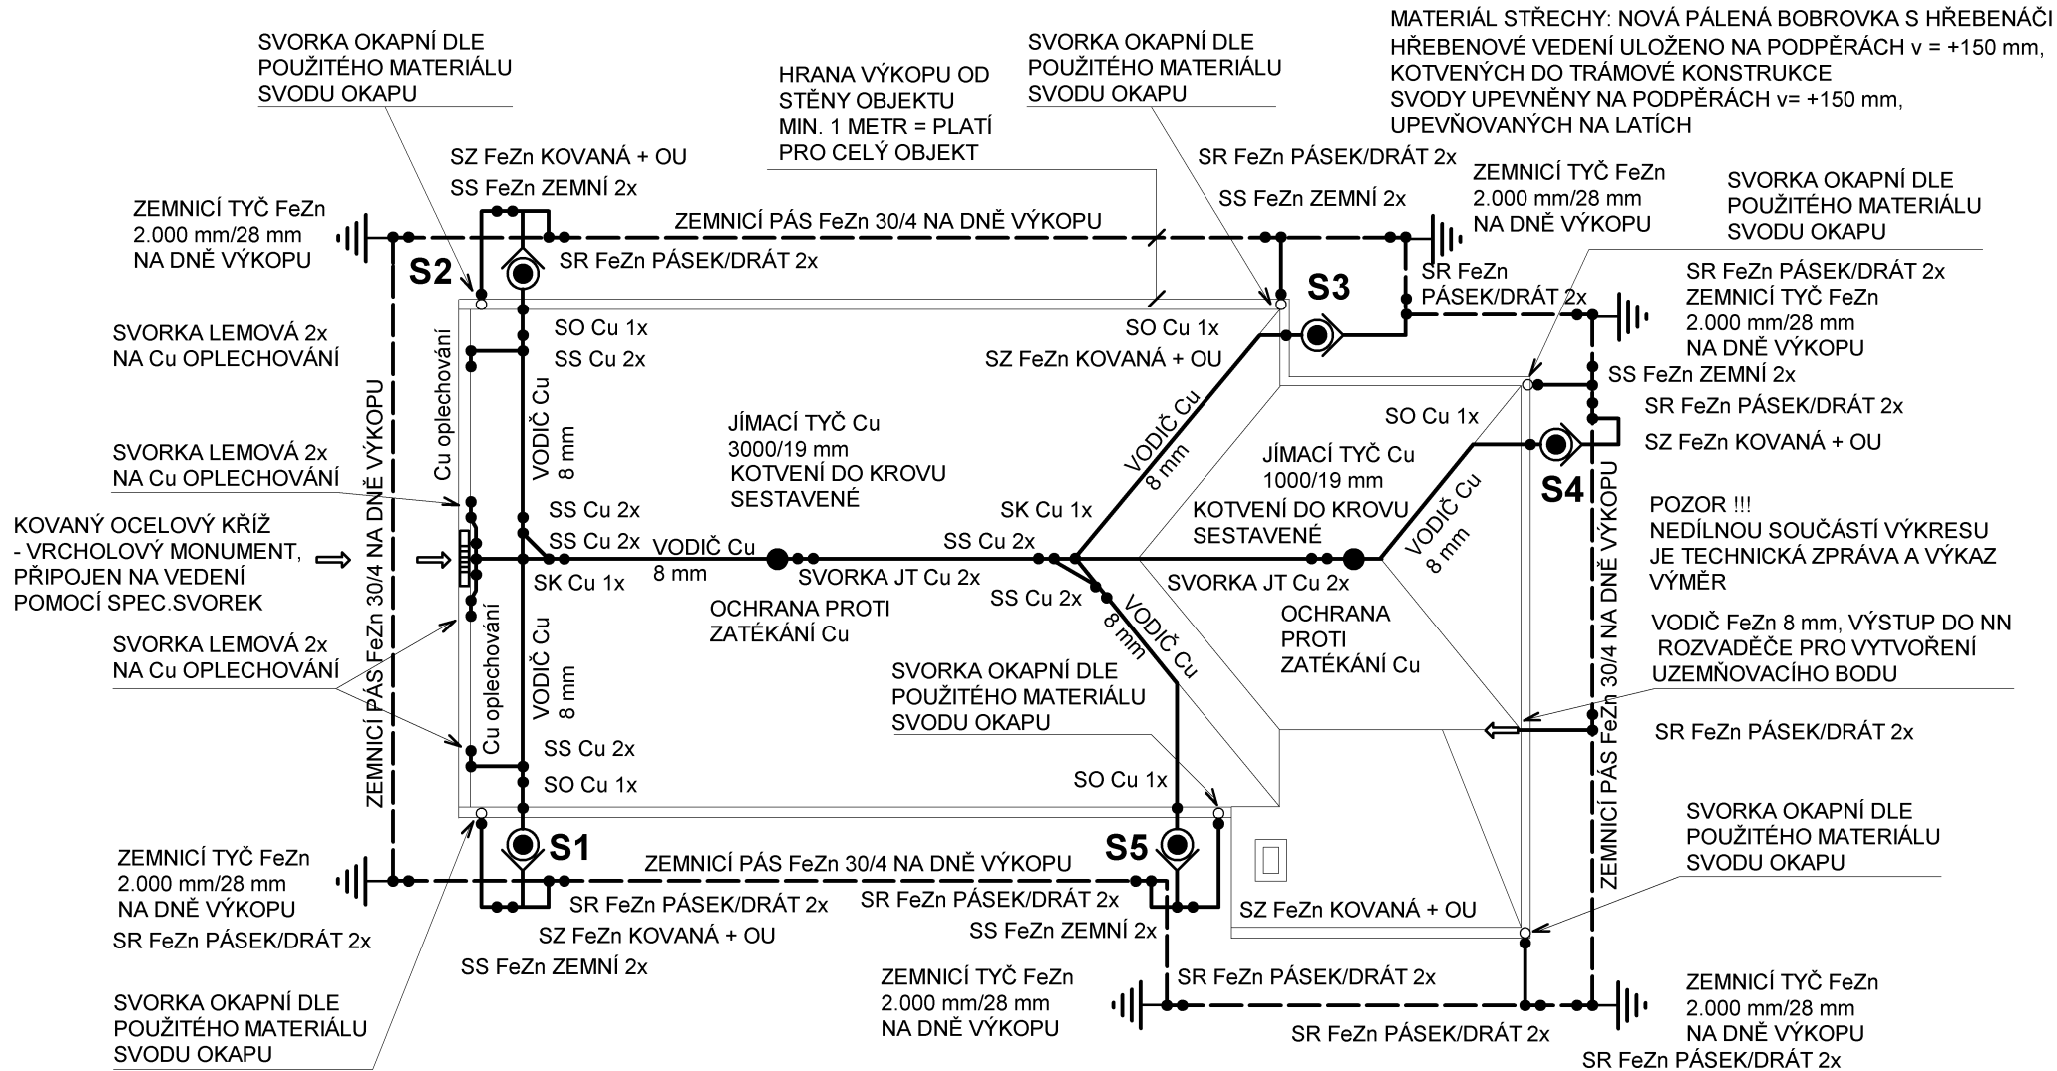 MATERIÁL STŘECHY: NOVÁ PÁLENÁ BOBROVKA S HŘEBENÁČI
HŘEBENOVÉ VEDENÍ ULOŽENO NA PODPĚRÁCH v = +150 mm,
KOTVENÝCH DO TRÁMOVÉ KONSTRUKCE
SVODY UPEVNĚNY NA PODPĚRÁCH v= +150 mm,
UPEVŇOVANÝCH NA LATÍCH
SVORKA OKAPNÍ DLE
POUŽITÉHO MATERIÁLU
SVODU OKAPU
HRANA VÝKOPU OD
STĚNY OBJEKTU
MIN. 1 METR = PLATÍ
PRO CELÝ OBJEKT
SVORKA OKAPNÍ DLE
POUŽITÉHO MATERIÁLU
SVODU OKAPU
SZ FeZn KOVANÁ + OU
SS FeZn ZEMNÍ 2x
SR FeZn PÁSEK/DRÁT 2x
SS FeZn ZEMNÍ 2x
ZEMNICÍ TYČ FeZn
2.000 mm/28 mm
NA DNĚ VÝKOPU
SVORKA OKAPNÍ DLE
POUŽITÉHO MATERIÁLU
SVODU OKAPU
ZEMNICÍ TYČ FeZn
2.000 mm/28 mm
NA DNĚ VÝKOPU
ZEMNICÍ PÁS FeZn 30/4 NA DNĚ VÝKOPU
S2
SR FeZn PÁSEK/DRÁT 2x
S3
SR FeZn
PÁSEK/DRÁT 2x
SR FeZn PÁSEK/DRÁT 2x
ZEMNICÍ TYČ FeZn
2.000 mm/28 mm
NA DNĚ VÝKOPU
SVORKA LEMOVÁ 2x
NA Cu OPLECHOVÁNÍ
SO Cu 1x
SS Cu 2x
SO Cu 1x
SZ FeZn KOVANÁ + OU
SS FeZn ZEMNÍ 2x
SR FeZn PÁSEK/DRÁT 2x
SZ FeZn KOVANÁ + OU
SO Cu 1x
S4
Cu oplechování
VODIČ Cu
8 mm
ZEMNICÍ PÁS FeZn 30/4 NA DNĚ VÝKOPU
JÍMACÍ TYČ Cu
3000/19 mm
KOTVENÍ DO KROVU
SESTAVENÉ
VODIČ Cu
8 mm
JÍMACÍ TYČ Cu
1000/19 mm
KOTVENÍ DO KROVU
SESTAVENÉ
VODIČ Cu
8 mm
ZEMNICÍ PÁS FeZn 30/4 NA DNĚ VÝKOPU
SVORKA LEMOVÁ 2x
NA Cu OPLECHOVÁNÍ
KOVANÝ OCELOVÝ KŘÍŽ
- VRCHOLOVÝ MONUMENT,
PŘIPOJEN NA VEDENÍ
POMOCÍ SPEC.SVOREK
SS Cu 2x
SS Cu 2x
SK Cu 1x
VODIČ Cu
8 mm
SVORKA JT Cu 2x
SK Cu 1x
SS Cu 2x
SS Cu 2x
SVORKA JT Cu 2x
POZOR !!!
NEDÍLNOU SOUČÁSTÍ VÝKRESU
JE TECHNICKÁ ZPRÁVA A VÝKAZ
VÝMĚR
OCHRANA PROTI
ZATÉKÁNÍ Cu
VODIČ Cu
8 mm
OCHRANA
PROTI
ZATÉKÁNÍ Cu
VODIČ FeZn 8 mm, VÝSTUP DO NN
ROZVADĚČE PRO VYTVOŘENÍ
UZEMŇOVACÍHO BODU
SVORKA LEMOVÁ 2x
NA Cu OPLECHOVÁNÍ
Cu oplechování
VODIČ Cu
8 mm
SVORKA OKAPNÍ DLE
POUŽITÉHO MATERIÁLU
SVODU OKAPU
SR FeZn PÁSEK/DRÁT 2x
SS Cu 2x
SO Cu 1x
SO Cu 1x
SVORKA OKAPNÍ DLE
POUŽITÉHO MATERIÁLU
SVODU OKAPU
S1
S5
ZEMNICÍ PÁS FeZn 30/4 NA DNĚ VÝKOPU
ZEMNICÍ TYČ FeZn
2.000 mm/28 mm
NA DNĚ VÝKOPU
SR FeZn PÁSEK/DRÁT 2x
SR FeZn PÁSEK/DRÁT 2x
SZ FeZn KOVANÁ + OU
SS FeZn ZEMNÍ 2x
SR FeZn PÁSEK/DRÁT 2x
SS FeZn ZEMNÍ 2x
SZ FeZn KOVANÁ + OU
SVORKA OKAPNÍ DLE
POUŽITÉHO MATERIÁLU
SVODU OKAPU
ZEMNICÍ TYČ FeZn
2.000 mm/28 mm
NA DNĚ VÝKOPU
SR FeZn PÁSEK/DRÁT 2x
SR FeZn PÁSEK/DRÁT 2x
ZEMNICÍ TYČ FeZn
2.000 mm/28 mm
NA DNĚ VÝKOPU
SR FeZn PÁSEK/DRÁT 2x